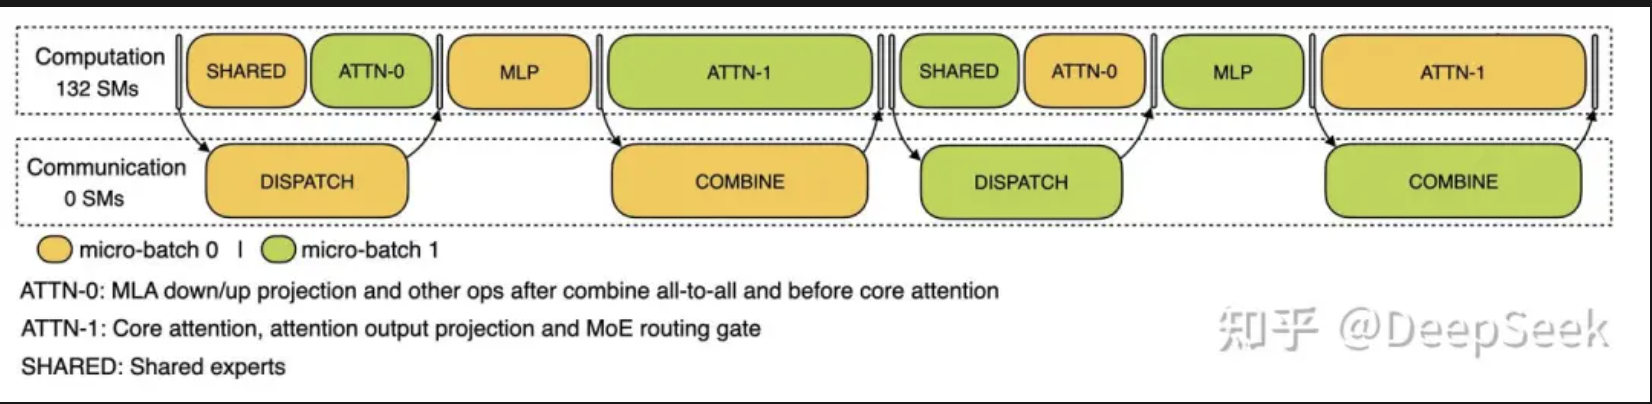 Computation
132 SMs
SHARED
ATTN-0
MLP
ATTN-1
SHARED
ATTN-0
MLP
ATTN-1
Communication
0 SMs
DISPATCH
COMBINE
DISPATCH
COMBINE
micro-batch 0 | micro-batch 1
ATTN-0: MLA down/up projection and other ops after combine all-to-all and before core attention
ATTN-1: Core attention, attention output projection and MoE routing gate
SHARED: Shared experts
知乎 @DeepSeek